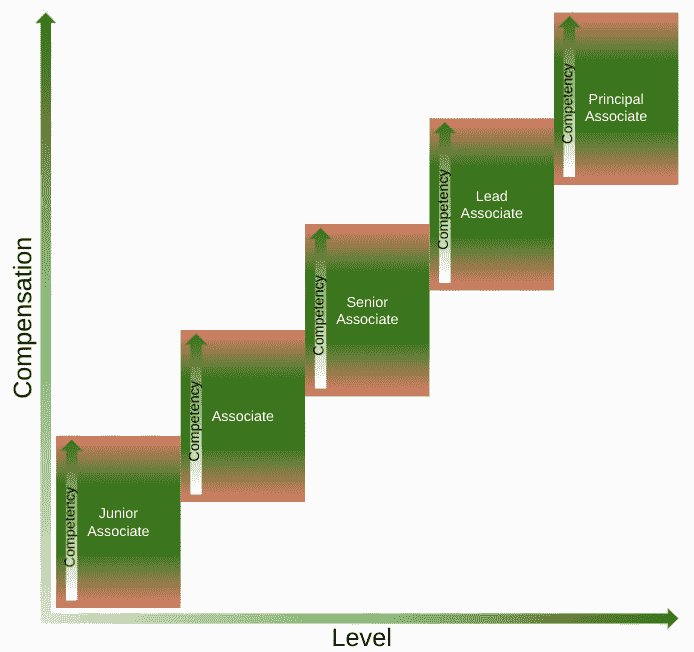 Competency
Principal
Associate
Competency
Lead
Associate
Competency
Senior
Associate
Competency
Associate
Competency
Junior
Associate
Compensation
Level